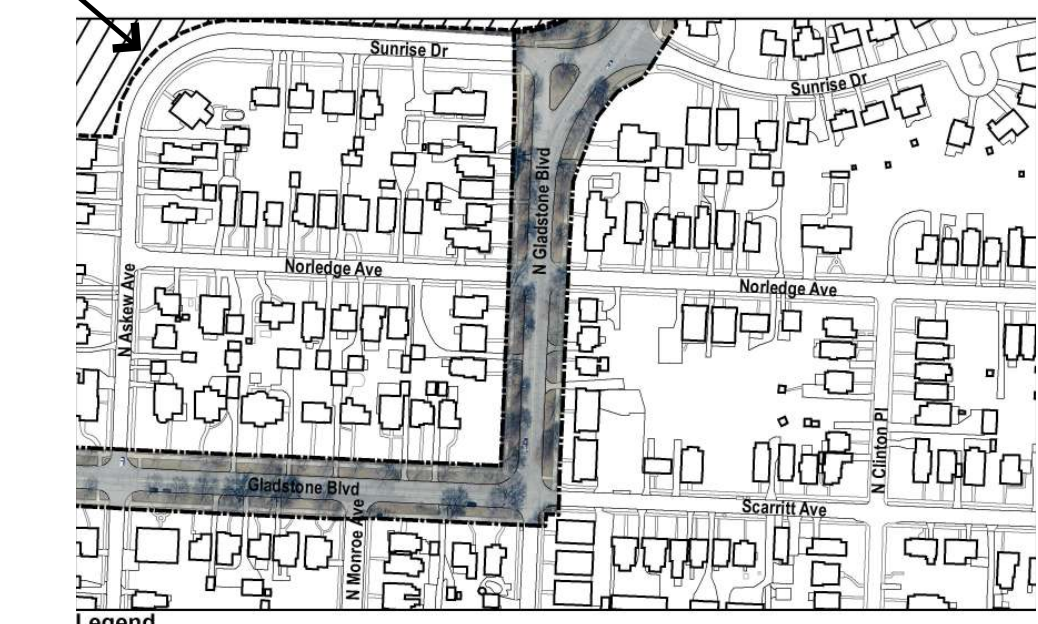 Sunrise Dr
Sunrise Dr
N Gladstone Blvd
Norledge Ave
Norledge Ave
N Askew Ave
N Clinton Pl
Gladstone Blvd
Scarritt Ave
N Monroe Ave
Legend